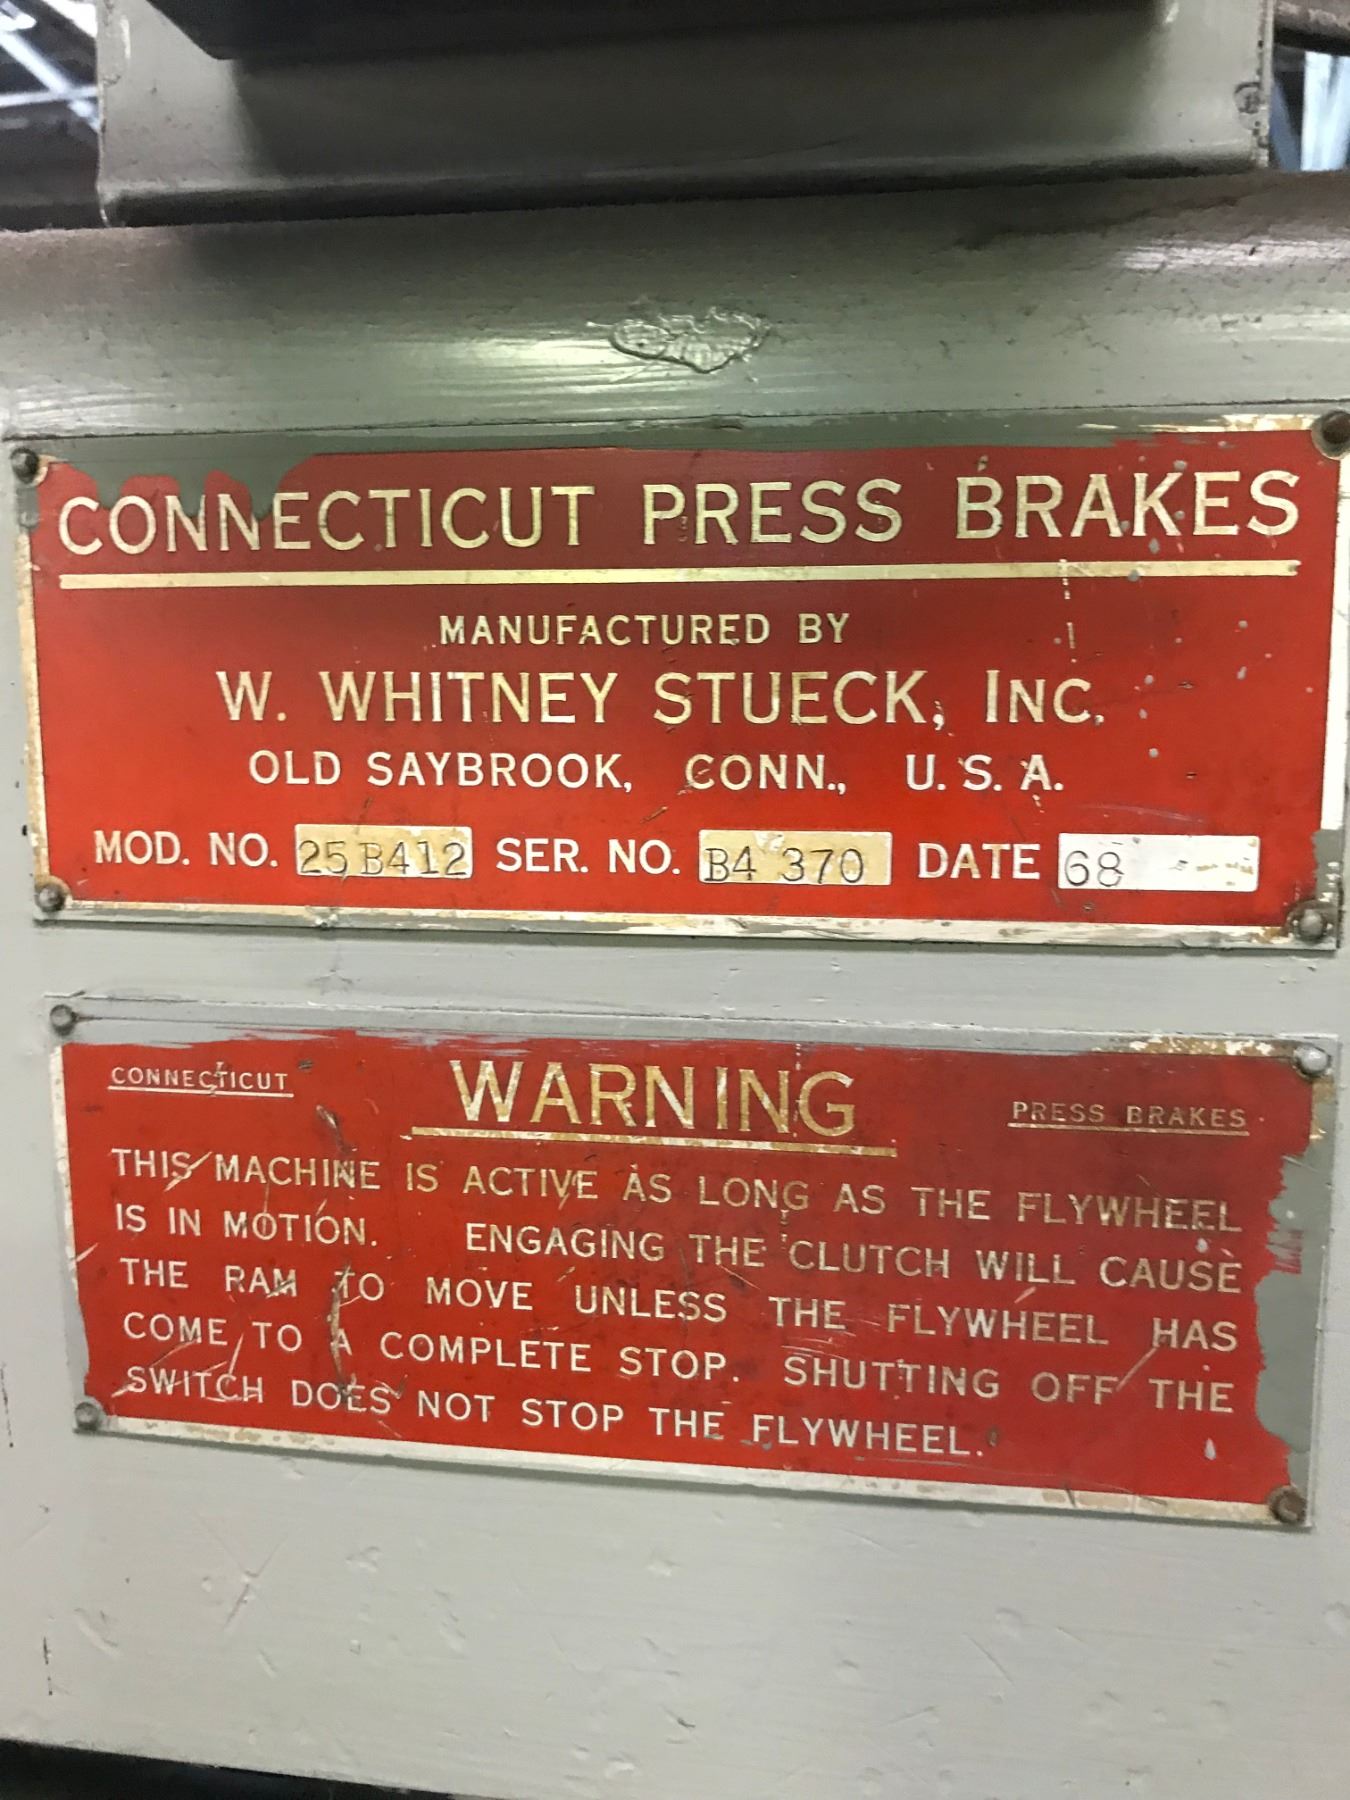 CONNECTICUT PRESS BRAKES
MANUFACTURED BY
W. WHITNEY STUECK, INC.
OLD SAYBROOK, CONN., U.S.A.
MOD. NO. 25B412 SER. NO. B4 370 DATE 68
CONNECTICUT WARNING PRESS BRAKES
THIS MACHINE IS ACTIVE AS LONG AS THE FLYWHEEL
IS IN MOTION. ENGAGING THE CLUTCH WILL CAUSE
THE RAM TO MOVE UNLESS THE FLYWHEEL HAS
COME TO A COMPLETE STOP. SHUTTING OFF THE
SWITCH DOES NOT STOP THE FLYWHEEL.